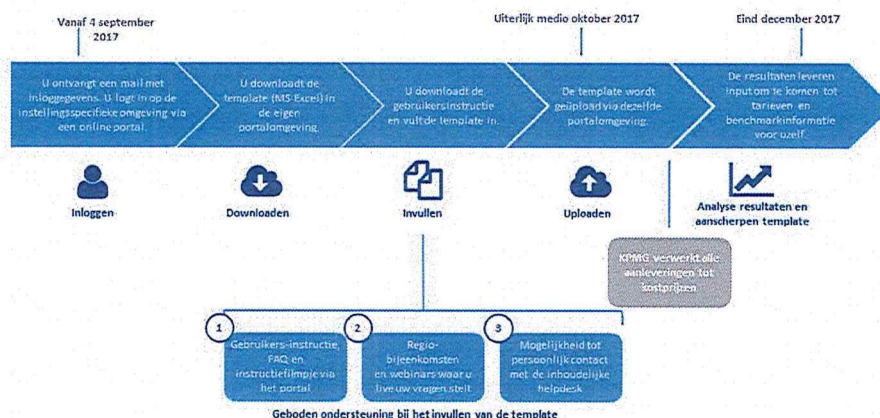 Vanaf 4 september
2017
Uiterlijk medio oktober 2017
Eind december 2017
U ontvangt een mail met
inloggegevens. U logt in op de
instellingsspecifieke omgeving via
een online portal.
U downloadt de
template (MS Excel) in
de eigen
portalomgeving.
U downloadt de
gebruikersinstructie
en vult de template in.
De template wordt
geüpload via dezelfde
portalomgeving.
De resultaten leveren
input om te komen tot
tarieven en
benchmarkinformatie
voor uzelf.
Inloggen
Downloaden
Invullen
Uploaden
Analyse resultaten en
aanscherpen template
KPMG verwerkt alle
aanleveringen tot
kostprijzen
1
Gebruikers-instructie,
FAQ en
instructiefilmpje via
het portal
2
Regio-
bijeenkomsten
en webinars waar u
live uw vragen stelt
3
Mogelijkheid tot
persoonlijk contact
met de inhoudelijke
helpdesk
Geboden ondersteuning bij het invullen van de template